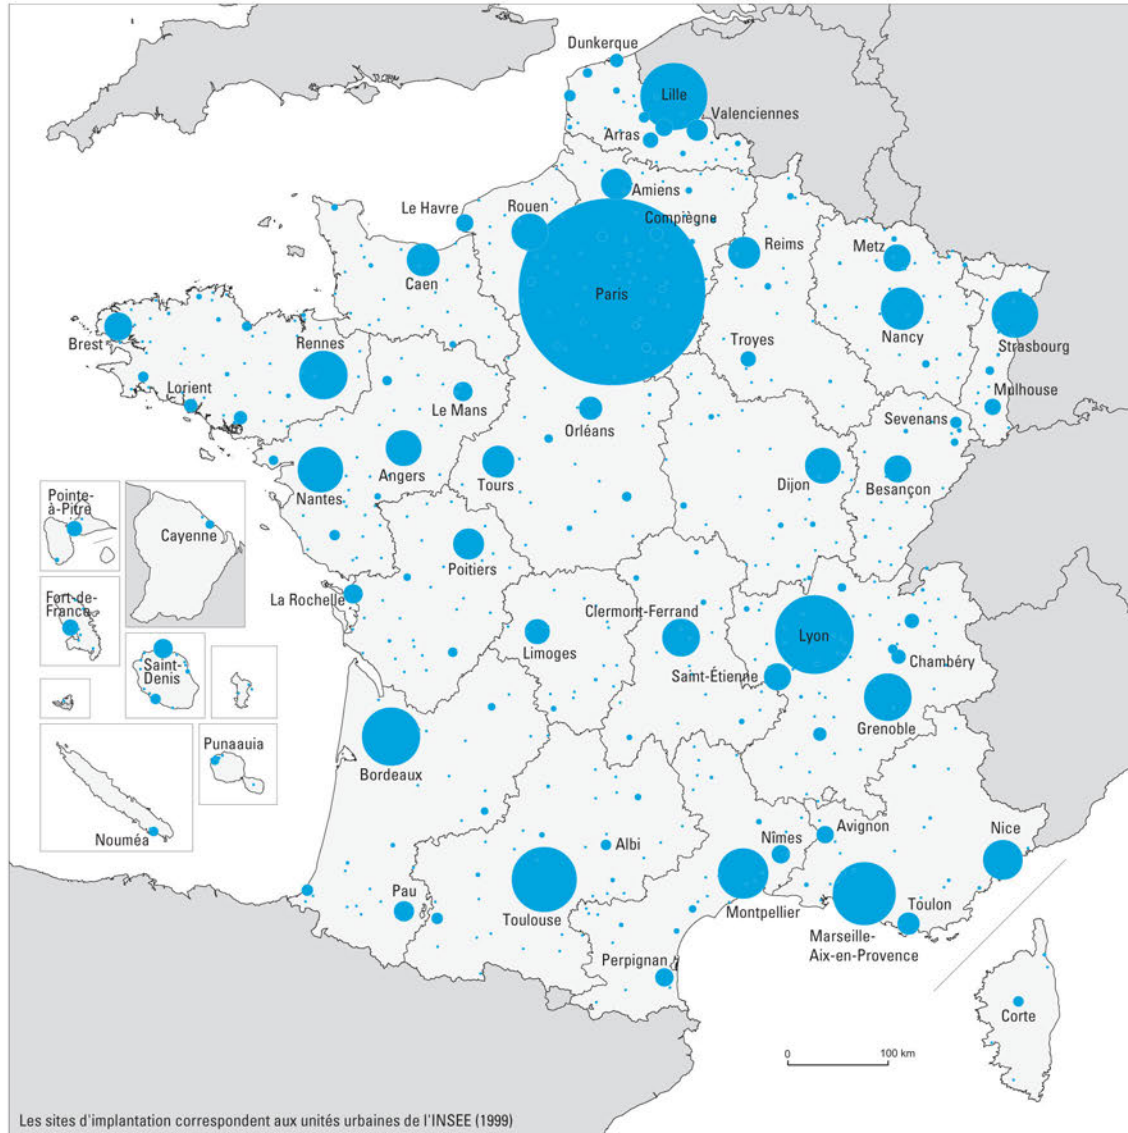 Dunkerque
Lille
Valenciennes
Arras
Amiens
Le Havre
Rouen
Compiègne
Reims
Metz
Caen
Paris
Nancy
Strasbourg
Brest
Rennes
Troyes
Lorient
Le Mans
Mulhouse
Orléans
Sevenans
Nantes
Angers
Tours
Dijon
Besançon
Pointe-
à-Pitre
Cayenne
Poitiers
La Rochelle
Fort-de-
France
Clermont-Ferrand
Lyon
Limoges
Saint-
Denis
Saint-Étienne
Chambéry
Grenoble
Punaauia
Bordeaux
Nouméa
Avignon
Nice
Albi
Nîmes
Pau
Toulouse
Montpellier
Toulon
Marseille-
Aix-en-Provence
Perpignan
Corte
0 100 km
Les sites d'implantation correspondent aux unités urbaines de l'INSEE (1999)